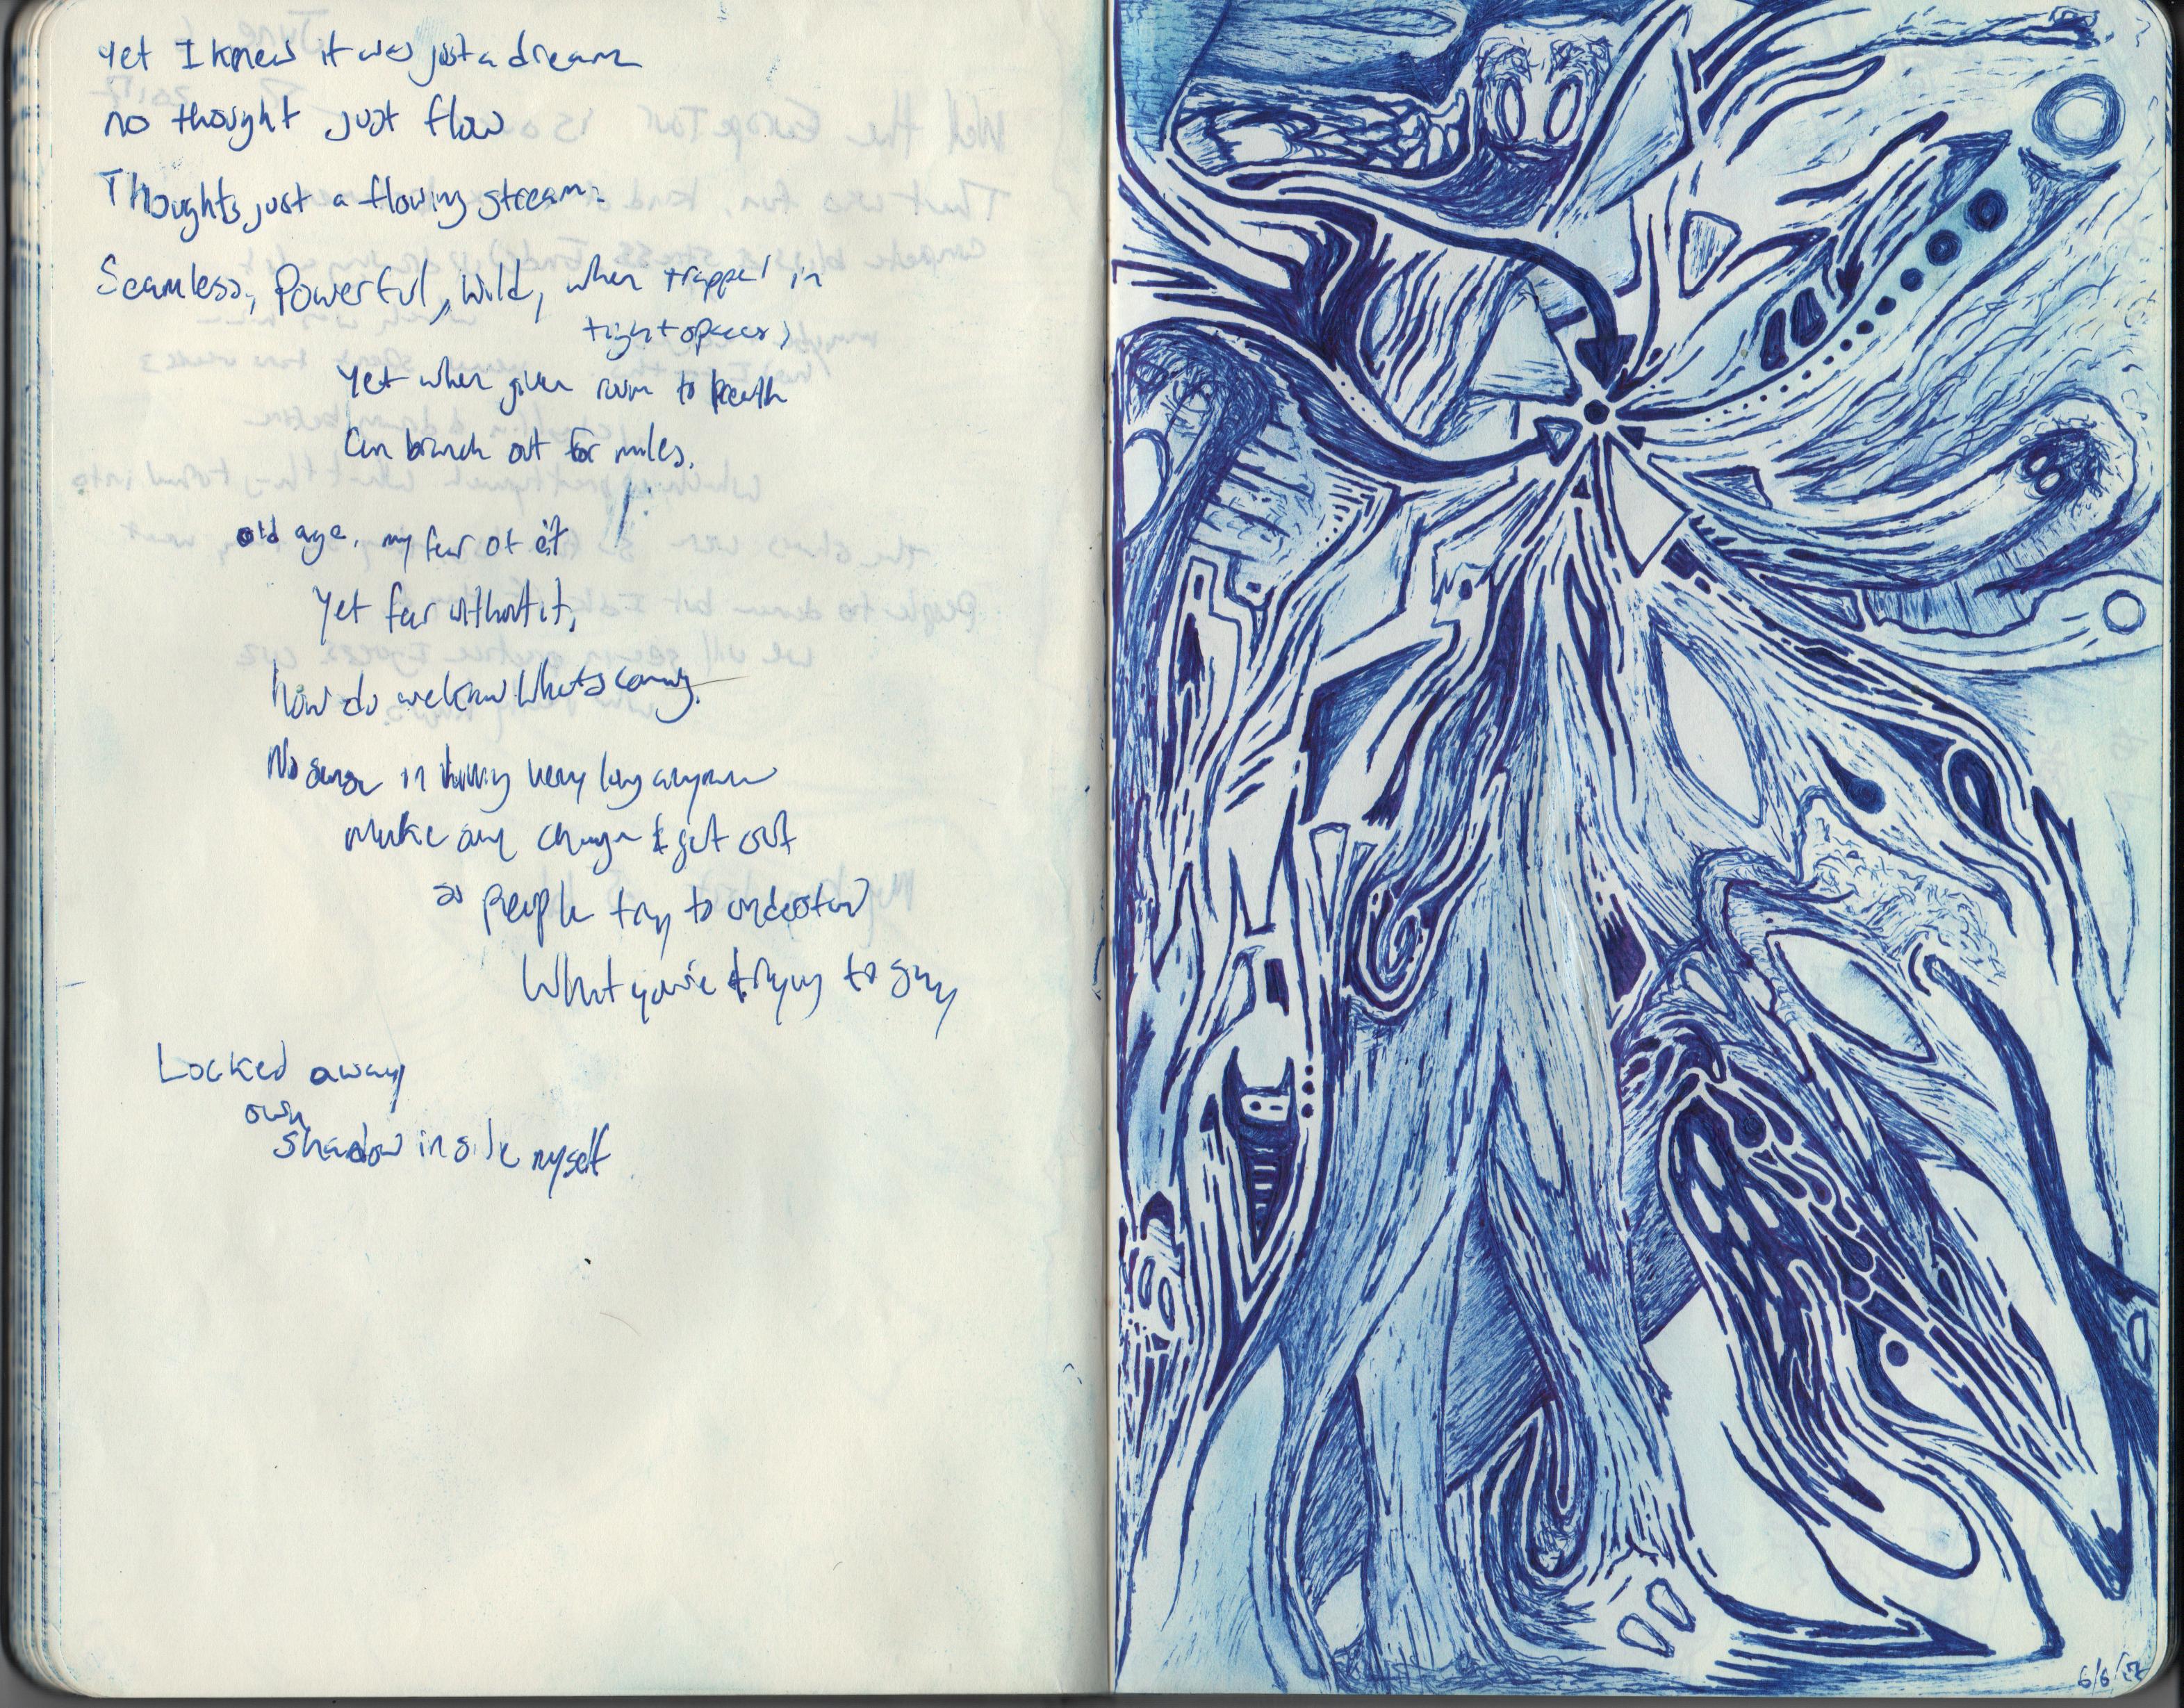 Yet I knew it was just a dream
no thought just flow
Thoughts just a flowing stream.
Seamless, Powerful, Wild, when trapped in
tight spaces,
Yet when given room to breath
Can branch out for miles.
old age, my fear of it
Yet fear without it,
how do we know whats coming.
No sense in very long anymore
make any change & get out
as people try to understand
What you're trying to say
Locked away
own
shadow inside myself
6/6/17